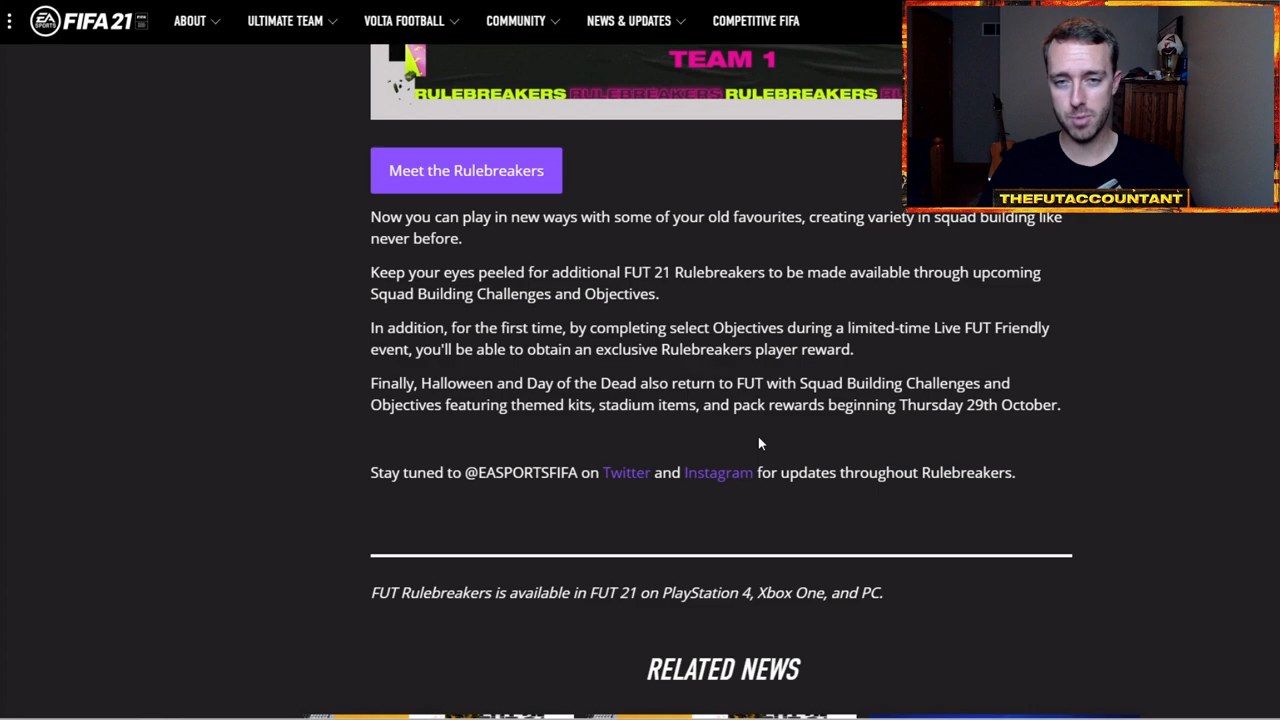 EA SPORTS FIFA 21
ABOUT ULTIMATE TEAM VOLTA FOOTBALL COMMUNITY NEWS & UPDATES COMPETITIVE FIFA
TEAM 1
RULEBREAKERS RULEBREAKERS RULEBREAKERS
THEFUTACCOUNTANT
Meet the Rulebreakers
Now you can play in new ways with some of your old favourites, creating variety in squad building like
never before.
Keep your eyes peeled for additional FUT 21 Rulebreakers to be made available through upcoming
Squad Building Challenges and Objectives.
In addition, for the first time, by completing select Objectives during a limited-time Live FUT Friendly
event, you'll be able to obtain an exclusive Rulebreakers player reward.
Finally, Halloween and Day of the Dead also return to FUT with Squad Building Challenges and
Objectives featuring themed kits, stadium items, and pack rewards beginning Thursday 29th October.
Stay tuned to @EASPORTSFIFA on Twitter and Instagram for updates throughout Rulebreakers.
FUT Rulebreakers is available in FUT 21 on PlayStation 4, Xbox One, and PC.
RELATED NEWS